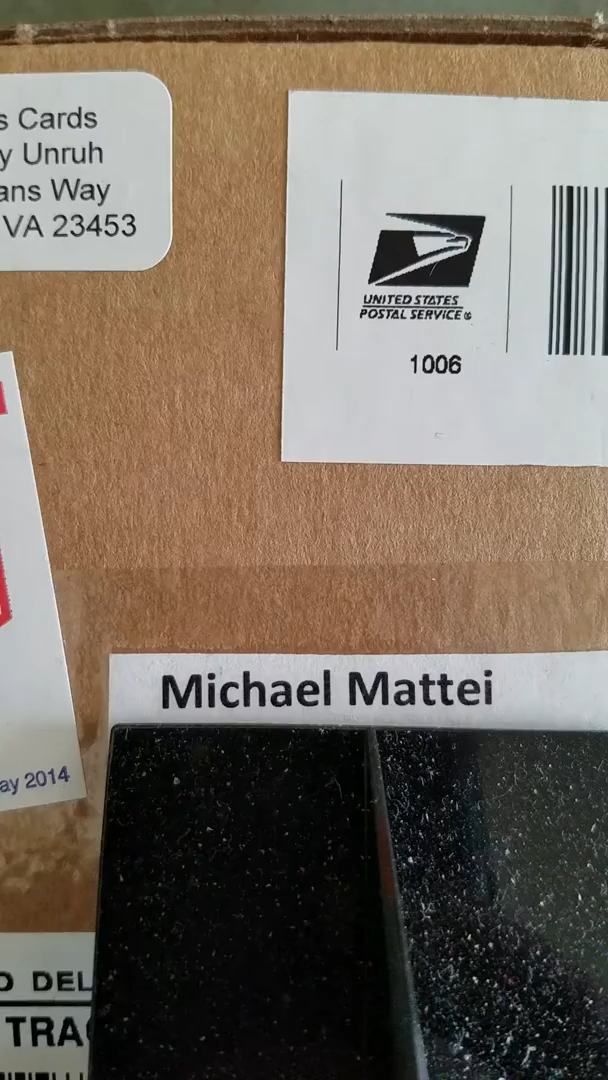 s Cards
y Unruh
ans Way
VA 23453
UNITED STATES
POSTAL SERVICE®
1006
Michael Mattei
ay 2014
O DEL
TRA